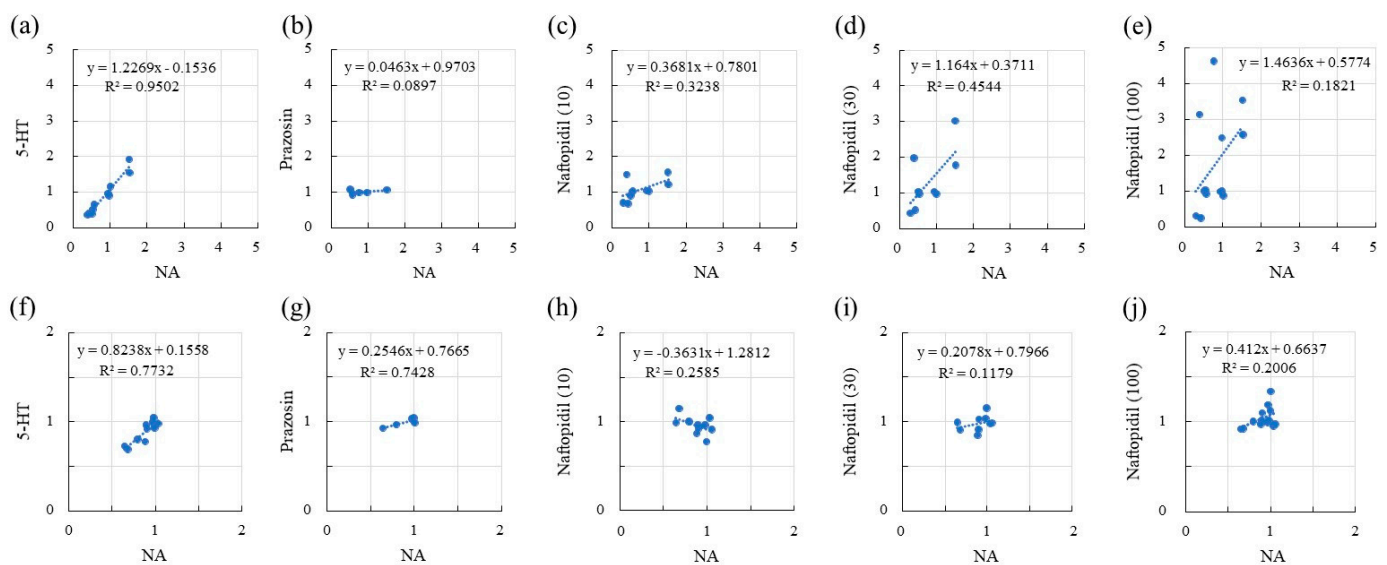 (a)
5-HT
5
4
3
2
1
0
y = 1.2269x - 0.1536
R² = 0.9502
0 1 2 3 4 5
NA
(b)
Prazosin
5
4
3
2
1
0
y = 0.0463x + 0.9703
R² = 0.0897
0 1 2 3 4 5
NA
(c)
Naftopidil (10)
5
4
3
2
1
0
y = 0.3681x + 0.7801
R² = 0.3238
0 1 2 3 4 5
NA
(d)
Naftopidil (30)
5
4
3
2
1
0
y = 1.164x + 0.3711
R² = 0.4544
0 1 2 3 4 5
NA
(e)
Naftopidil (100)
5
4
3
2
1
0
y = 1.4636x + 0.5774
R² = 0.1821
0 1 2 3 4 5
NA
(f)
5-HT
2
1
0
y = 0.8238x + 0.1558
R² = 0.7732
0 1 2
NA
(g)
Prazosin
2
1
0
y = 0.2546x + 0.7665
R² = 0.7428
0 1 2
NA
(h)
Naftopidil (10)
2
1
0
y = -0.3631x + 1.2812
R² = 0.2585
0 1 2
NA
(i)
Naftopidil (30)
2
1
0
y = 0.2078x + 0.7966
R² = 0.1179
0 1 2
NA
(j)
Naftopidil (100)
2
1
0
y = 0.412x + 0.6637
R² = 0.2006
0 1 2
NA